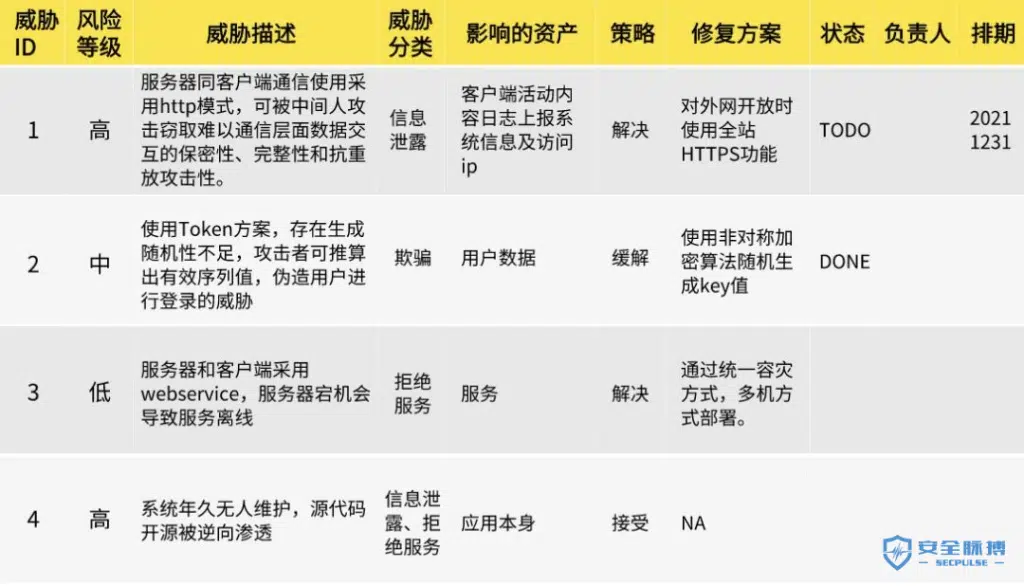 威胁ID 风险等级 威胁描述 威胁分类 影响的资产 策略 修复方案 状态 负责人 排期
1
高
服务器同客户端通信使用采
用http模式，可被中间人攻
击窃取难以通信层面数据交
互的保密性、完整性和抗重
放攻击性。
信息
泄露
客户端活动内
容日志上报系
统信息及访问
ip
解决
对外网开放时
使用全站
HTTPS功能
TODO
2021
1231
2
中
使用Token方案，存在生成
随机性不足，攻击者可推算
出有效序列值，伪造用户进
行登录的威胁
欺骗
用户数据
缓解
使用非对称加
密算法随机生
成key值
DONE
3
低
服务器和客户端采用
webservice，服务器宕机会
导致服务离线
拒绝
服务
服务
解决
通过统一容灾
方式，多机方
式部署。
4
高
系统年久无人维护，源代码
开源被逆向渗透
信息泄
露、拒
绝服务
应用本身
接受
NA
安全脉搏
SECPULSE